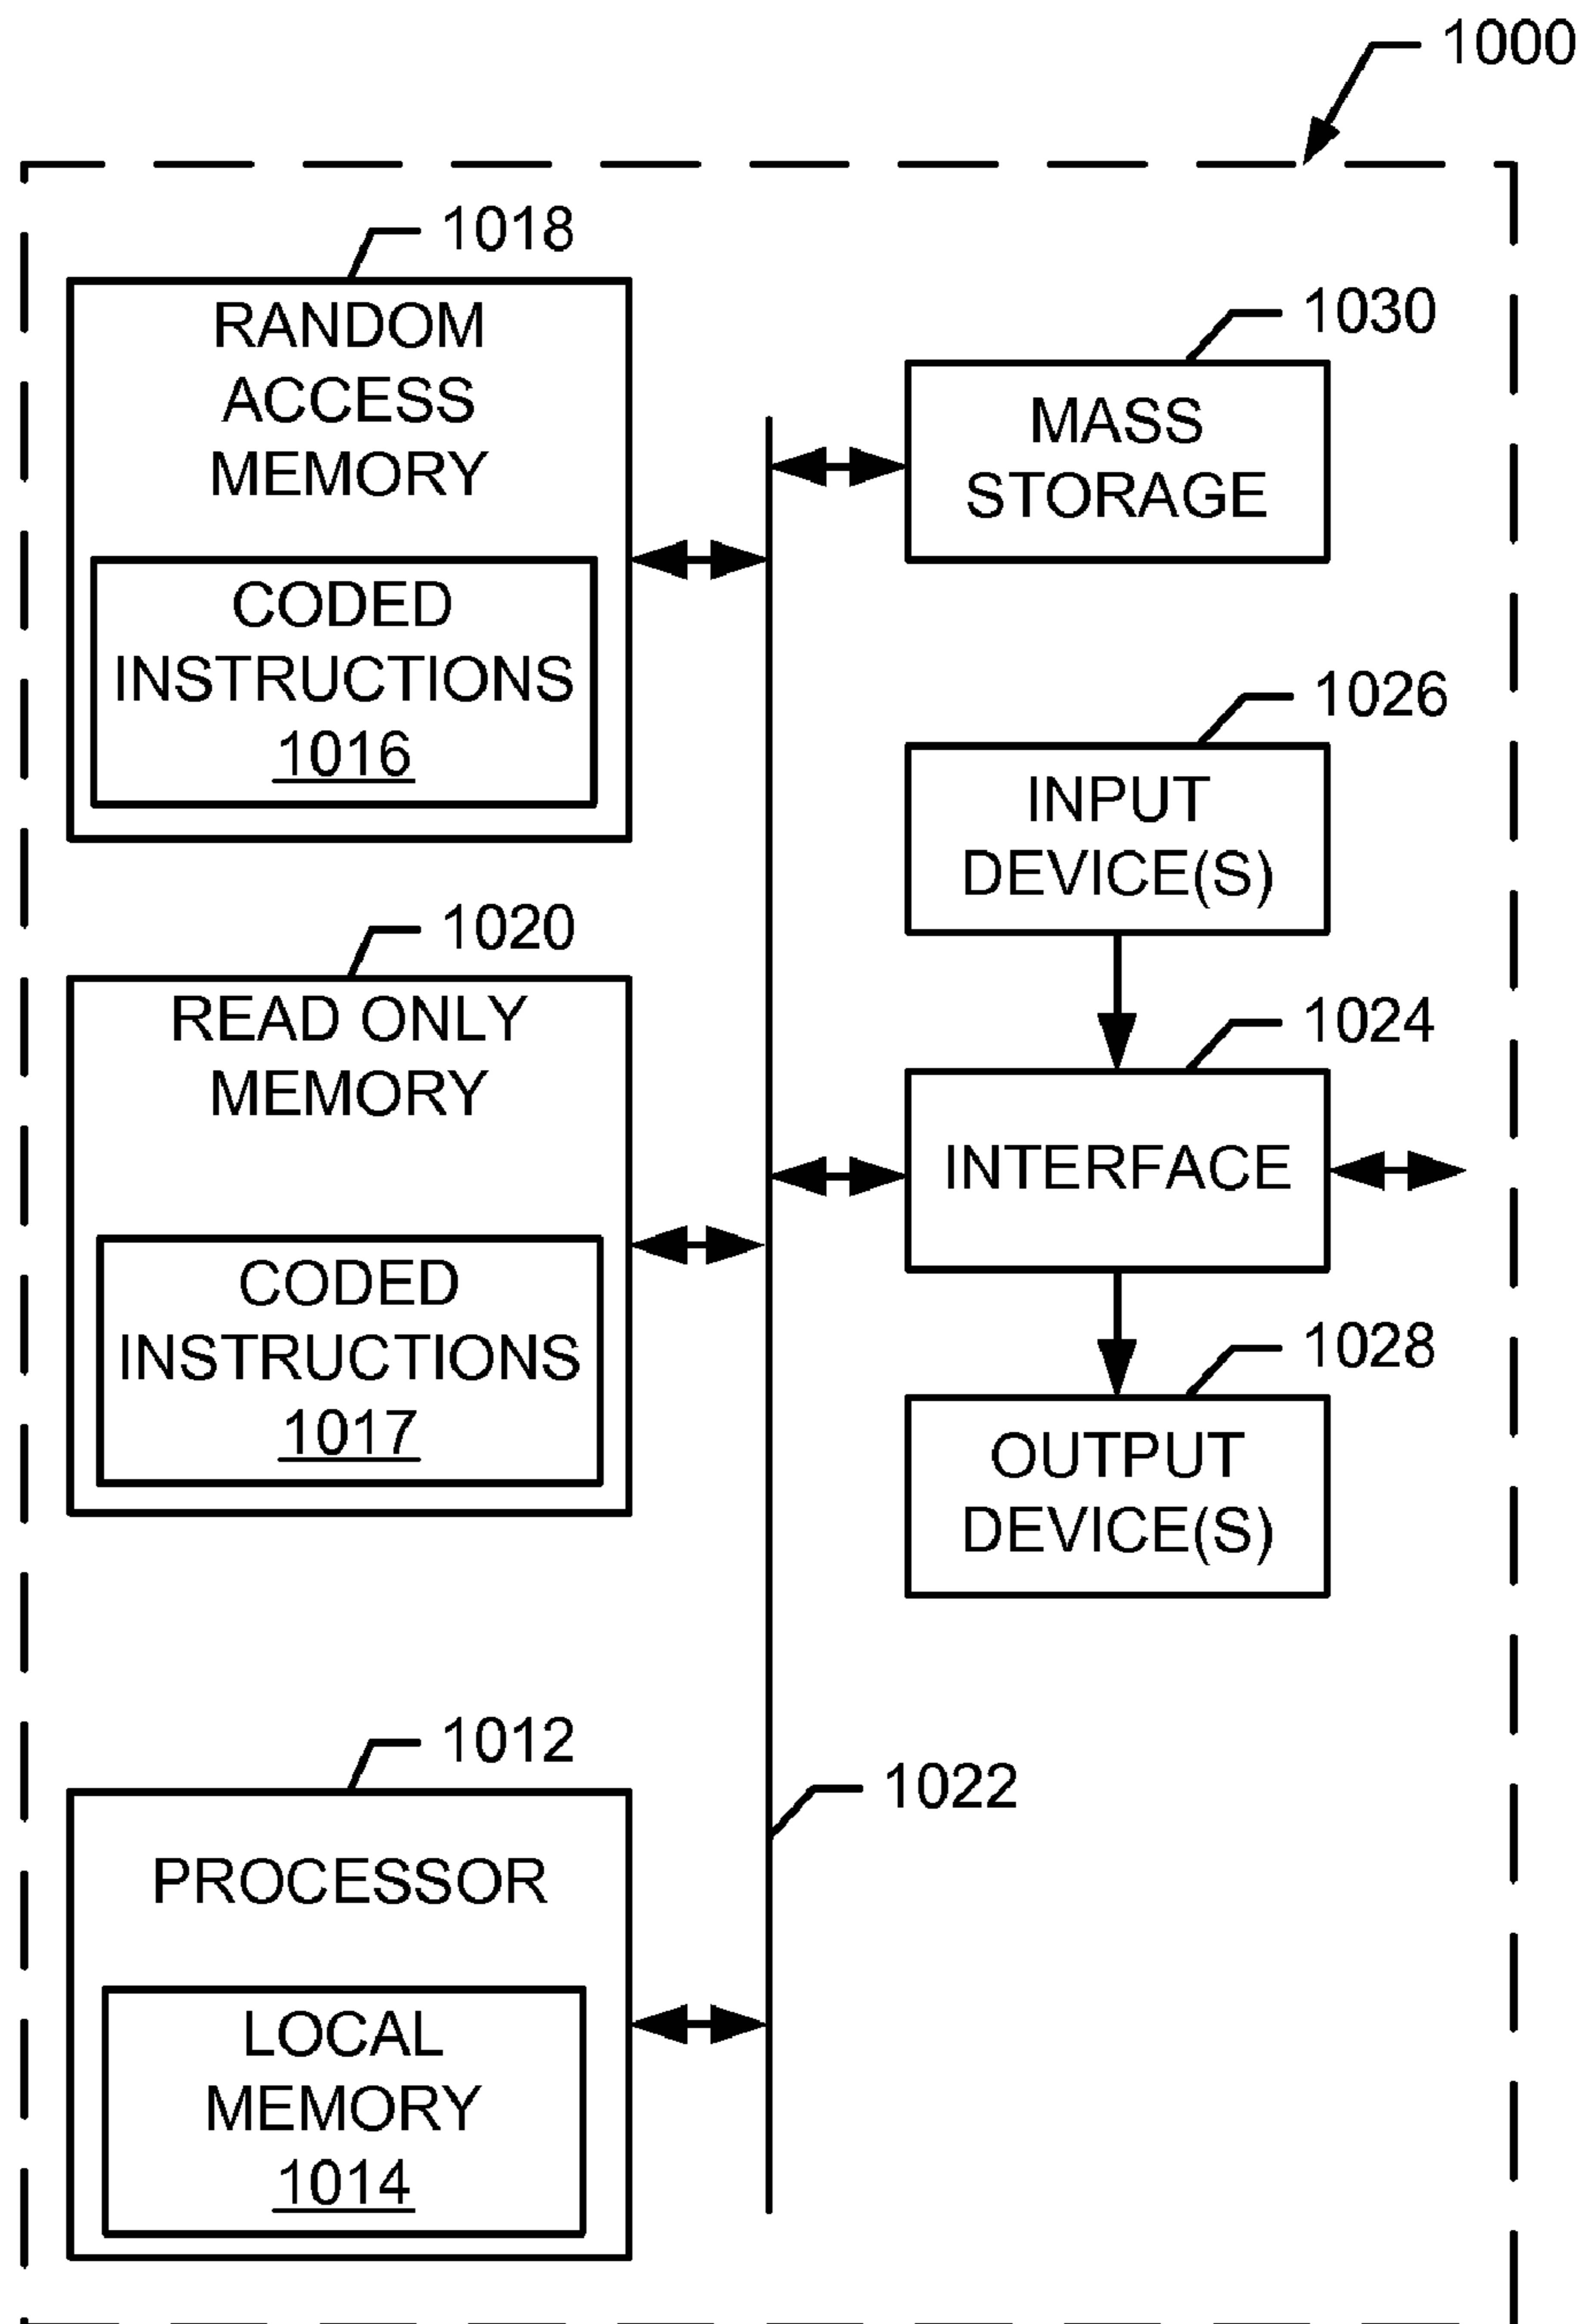 1000
1018
RANDOM
ACCESS
MEMORY
CODED
INSTRUCTIONS
1016
1030
MASS
STORAGE
1026
INPUT
DEVICE(S)
1020
READ ONLY
MEMORY
CODED
INSTRUCTIONS
1017
1024
INTERFACE
1028
OUTPUT
DEVICE(S)
1012
PROCESSOR
LOCAL
MEMORY
1014
1022